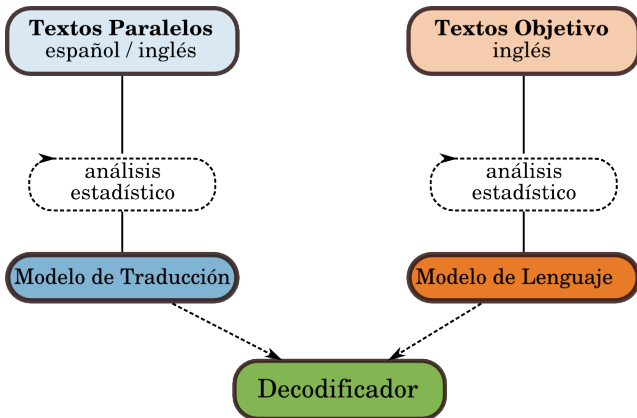 Textos Paralelos
español / inglés
Textos Objetivo
inglés
análisis
estadístico
análisis
estadístico
Modelo de Traducción
Modelo de Lenguaje
Decodificador